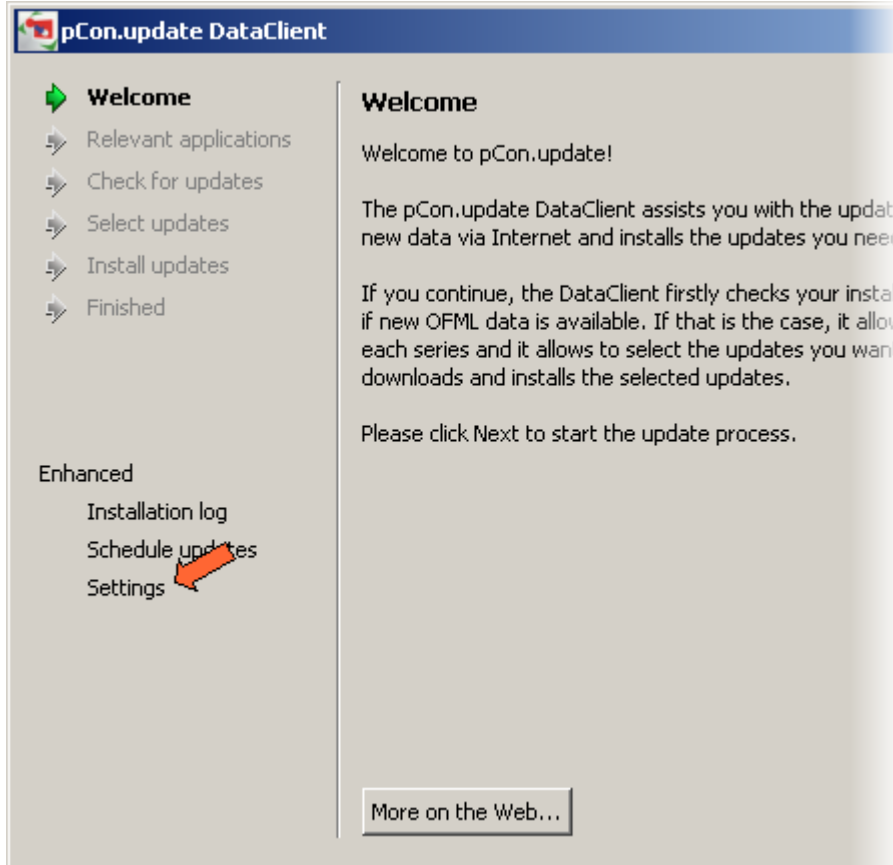 pCon.update DataClient
Welcome
Relevant applications
Check for updates
Select updates
Install updates
Finished
Enhanced
Installation log
Schedule updates
Settings
Welcome
Welcome to pCon.update!
The pCon.update DataClient assists you with the updat
new data via Internet and installs the updates you nee
If you continue, the DataClient firstly checks your insta
if new OFML data is available. If that is the case, it allo
each series and it allows to select the updates you wan
downloads and installs the selected updates.
Please click Next to start the update process.
More on the Web...